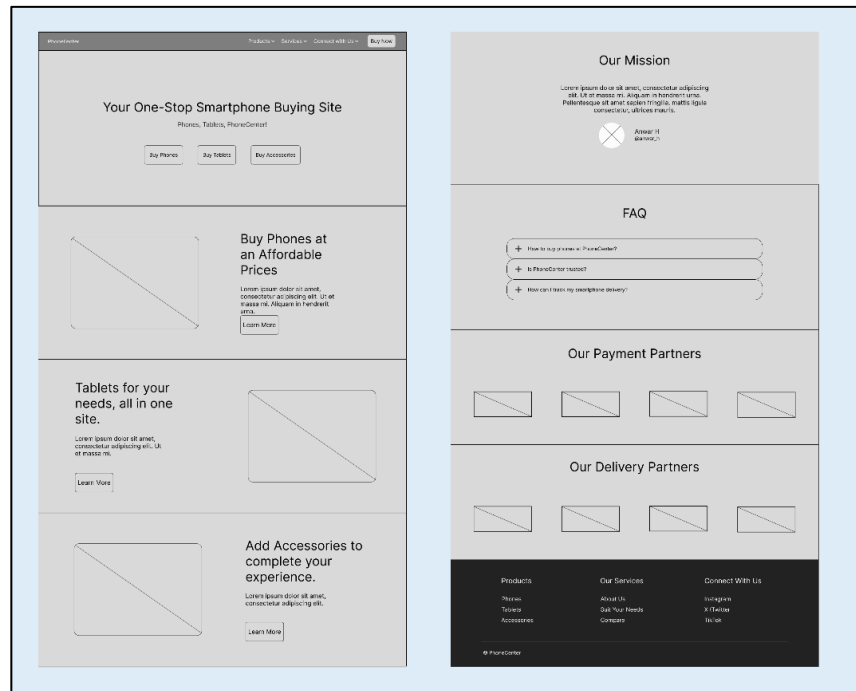 PhoneCenter
Products
Services
Connect with Us
Buy Now
Your One-Stop Smartphone Buying Site
Phones, Tablets, PhoneCenter!
Buy Phones
Buy Tablets
Buy Accessories
Buy Phones at
an Affordable
Prices
Lorem ipsum dolor sit amet,
consectetur adipiscing elit. Ut et
massa mi. Aliquam in hendrerit
urna.
Learn More
Tablets for your
needs, all in one
site.
Lorem ipsum dolor sit amet,
consectetur adipiscing elit. Ut
et massa mi.
Learn More
Add Accessories to
complete your
experience.
Lorem ipsum dolor sit amet,
consectetur adipiscing elit.
Learn More
Our Mission
Lorem ipsum dolor sit amet, consectetur adipiscing
elit. Ut et massa mi. Aliquam in hendrerit urna.
Pellentesque sit amet sapien fringilla, mattis ligula
consectetur, ultrices mauris.
Anwar H
@anwar_h
FAQ
How to buy phones at PhoneCenter?
Is PhoneCenter trusted?
How can I track my smartphone delivery?
Our Payment Partners
Our Delivery Partners
Products
Phones
Tablets
Accessories
Our Services
About Us
Suit Your Needs
Compare
Connect With Us
Instagram
X (Twitter
TikTok
© PhoneCenter